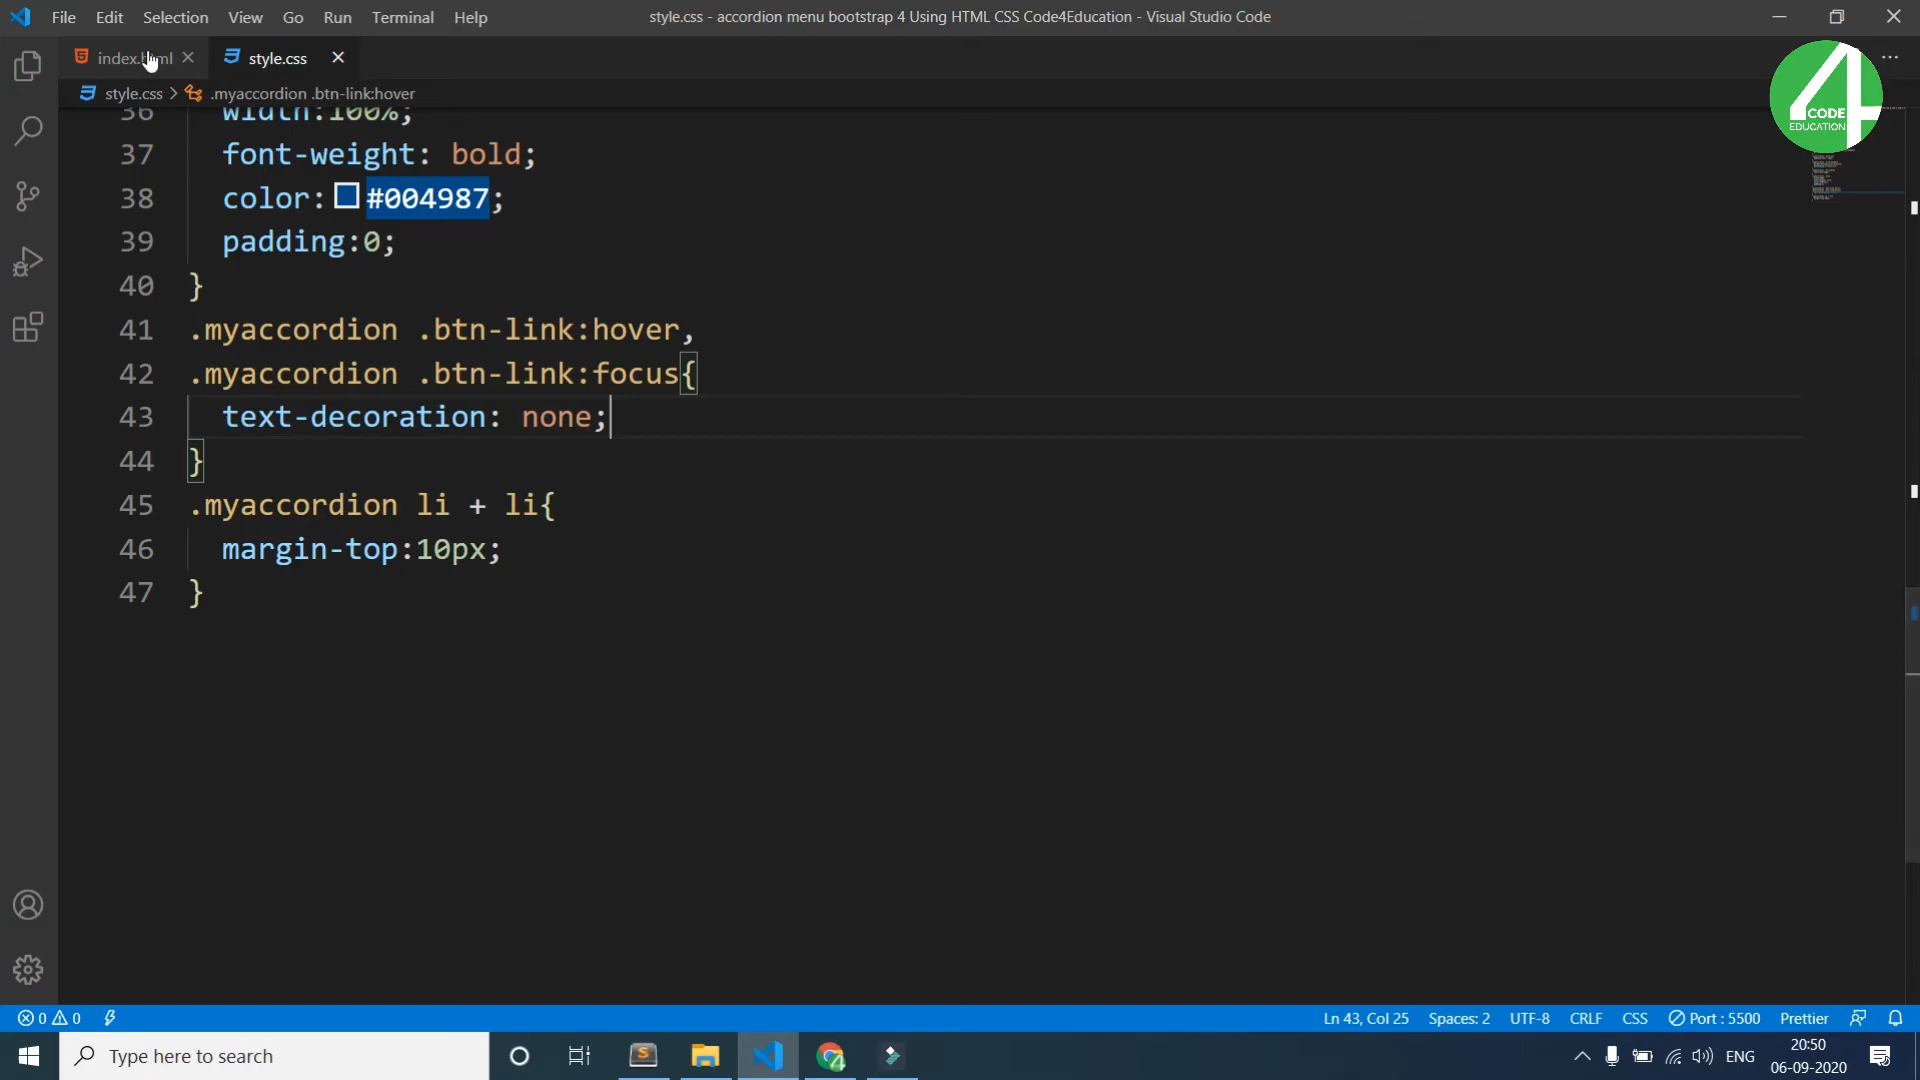 File Edit Selection View Go Run Terminal Help
style.css - accordion menu bootstrap 4 Using HTML CSS Code4Education - Visual Studio Code
index.html
style.css
style.css > .myaccordion .btn-link:hover
4 CODE
EDUCATION
36 width:100%;
37 font-weight: bold;
38 color: #004987;
39 padding:0;
40 }
41 .myaccordion .btn-link:hover,
42 .myaccordion .btn-link:focus{
43 text-decoration: none;
44 }
45 .myaccordion li + li{
46 margin-top:10px;
47 }
0 0 Ln 43, Col 25 Spaces: 2 UTF-8 CRLF CSS Port : 5500 Prettier
Type here to search
ENG
20:50
06-09-2020